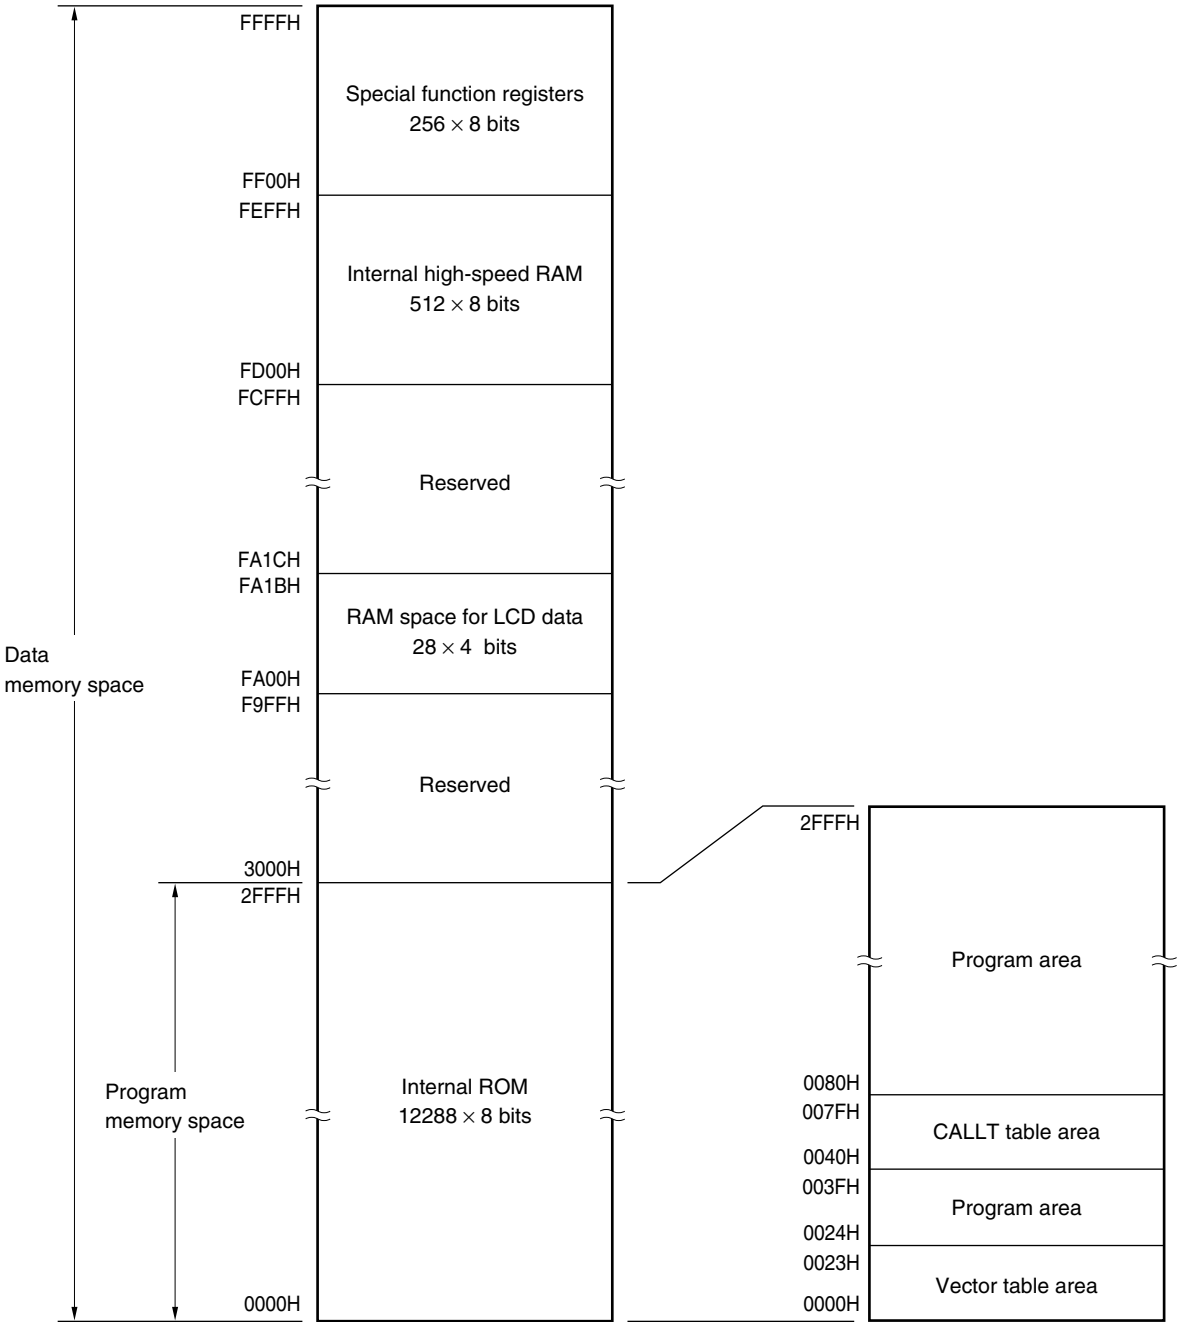 FFFFH
Special function registers
256 × 8 bits
FF00H
FEFFH
Internal high-speed RAM
512 × 8 bits
FD00H
FCFFH
Reserved
FA1CH
FA1BH
RAM space for LCD data
28 × 4 bits
Data
memory space
FA00H
F9FFH
Reserved
3000H
2FFFH
Program
memory space
Internal ROM
12288 × 8 bits
0000H
2FFFH
Program area
0080H
007FH
CALLT table area
0040H
003FH
Program area
0024H
0023H
Vector table area
0000H